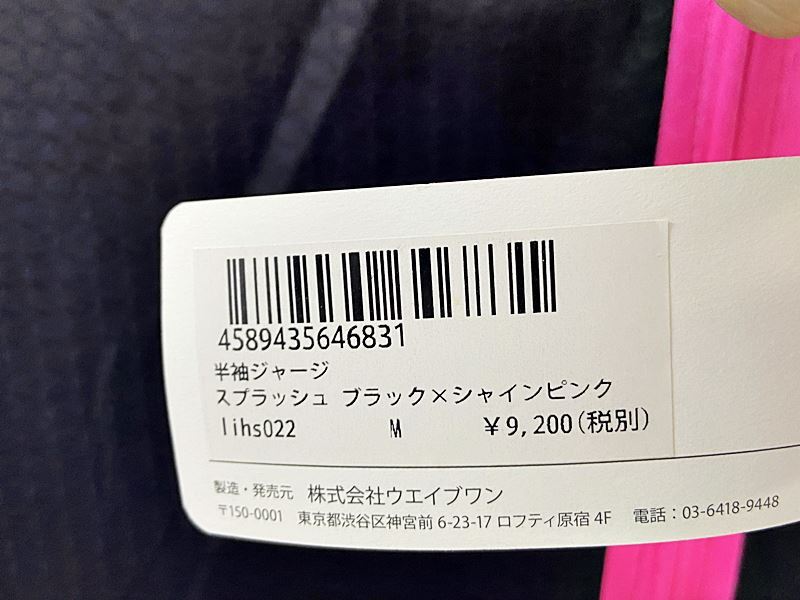 4589435646831
半袖ジャージ
スプラッシュ ブラック×シャインピンク
lihs022 M ￥9,200(税別)
製造・発売元 株式会社ウエイブワン
〒150-0001 東京都渋谷区神宮前 6-23-17 ロフティ原宿 4F 電話：03-6418-9448